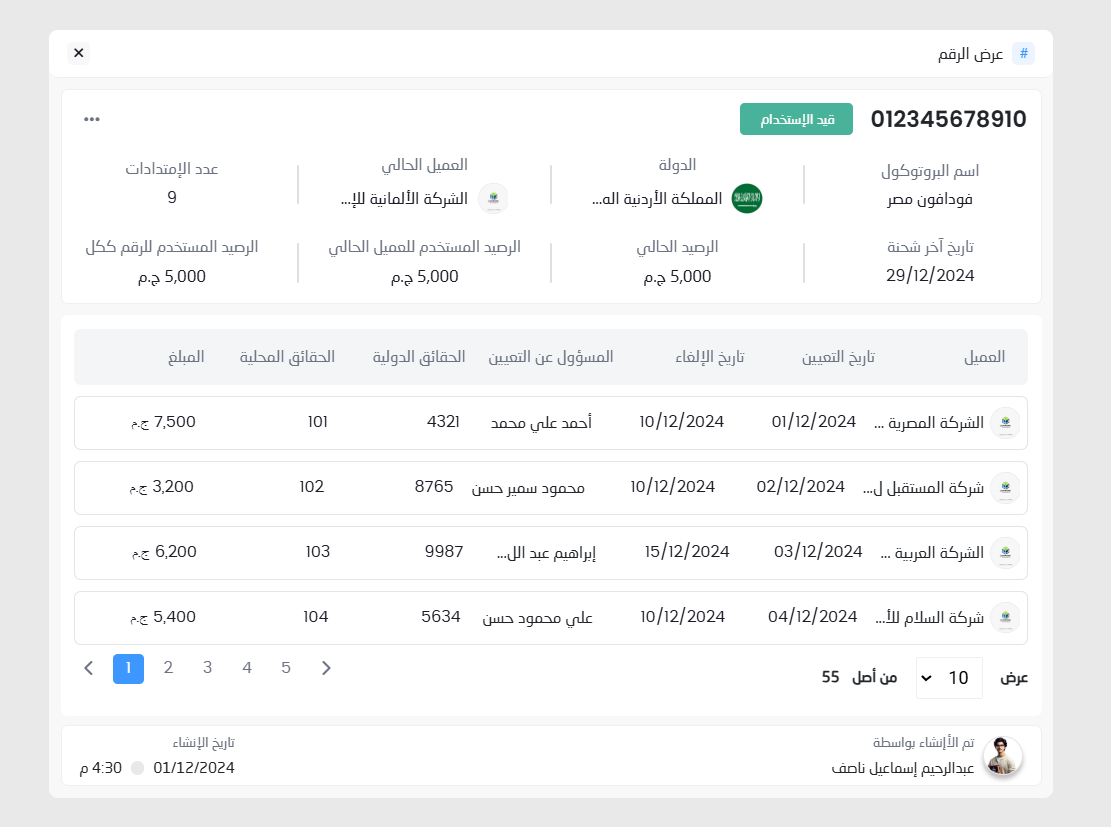 # عرض الرقم
012345678910 قيد الإستخدام
اسم البروتوكول
فودافون مصر
الدولة
المملكة الأردنية اله...
العميل الحالي
الشركة الألمانية للإ...
عدد الإمتدادات
9
تاريخ آخر شحنة
29/12/2024
الرصيد الحالي
5,000 ج.م
الرصيد المستخدم للعميل الحالي
5,000 ج.م
الرصيد المستخدم للرقم ككل
5,000 ج.م
العميل تاريخ التعيين تاريخ الإلغاء المسؤول عن التعيين الحقائق الدولية الحقائق المحلية المبلغ
الشركة المصرية ... 01/12/2024 10/12/2024 أحمد علي محمد 4321 101 7,500 ج.م
شركة المستقبل ل... 02/12/2024 10/12/2024 محمود سمير حسن 8765 102 3,200 ج.م
الشركة العربية ... 03/12/2024 15/12/2024 إبراهيم عبد الل... 9987 103 6,200 ج.م
شركة السلام للأ... 04/12/2024 10/12/2024 علي محمود حسن 5634 104 5,400 ج.م
عرض 10 من أصل 55
1 2 3 4 5
تم الأإنشاء بواسطة
عبدالرحيم إسماعيل ناصف
تاريخ الإنشاء
01/12/2024 4:30 م